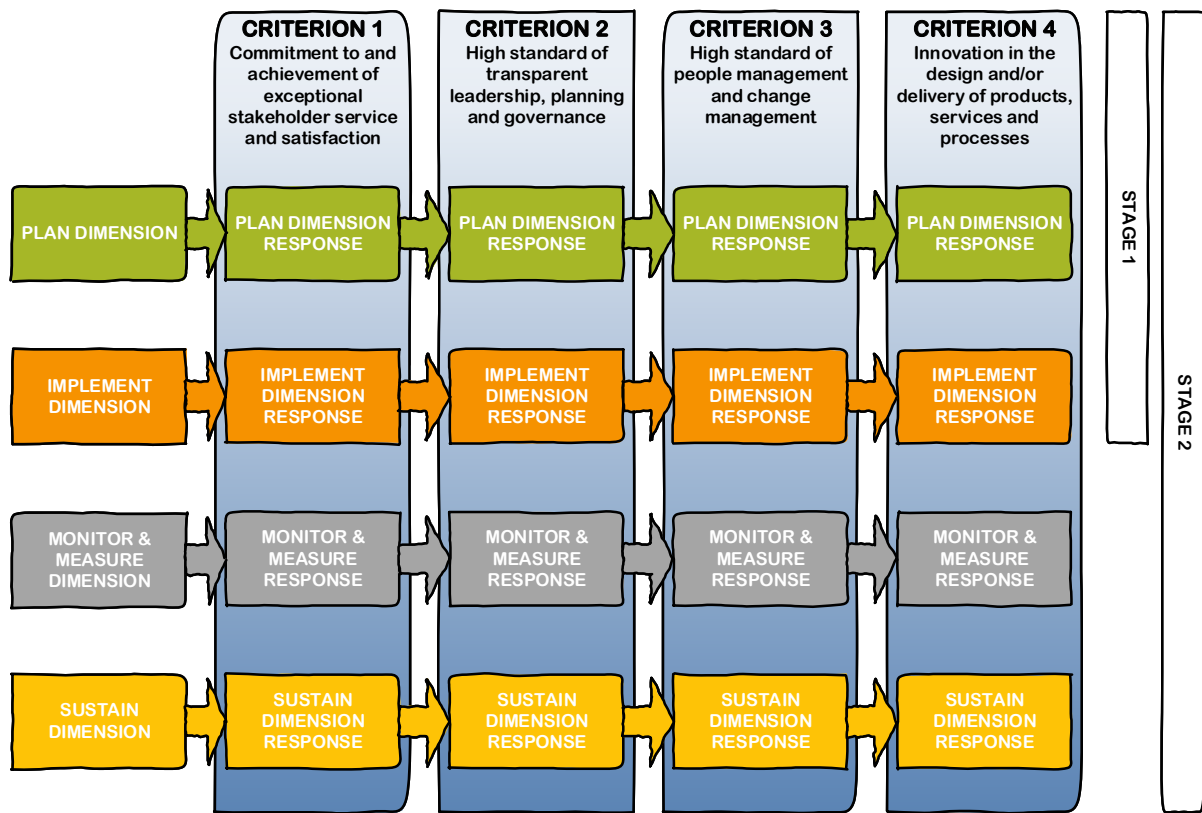 CRITERION 1
Commitment to and
achievement of
exceptional
stakeholder service
and satisfaction
CRITERION 2
High standard of
transparent
leadership, planning
and governance
CRITERION 3
High standard of
people management
and change
management
CRITERION 4
Innovation in the
design and/or
delivery of products,
services and
processes
PLAN DIMENSION
PLAN DIMENSION
RESPONSE
PLAN DIMENSION
RESPONSE
PLAN DIMENSION
RESPONSE
PLAN DIMENSION
RESPONSE
IMPLEMENT
DIMENSION
IMPLEMENT
DIMENSION
RESPONSE
IMPLEMENT
DIMENSION
RESPONSE
IMPLEMENT
DIMENSION
RESPONSE
IMPLEMENT
DIMENSION
RESPONSE
MONITOR &
MEASURE
DIMENSION
MONITOR &
MEASURE
RESPONSE
MONITOR &
MEASURE
RESPONSE
MONITOR &
MEASURE
RESPONSE
MONITOR &
MEASURE
RESPONSE
SUSTAIN
DIMENSION
SUSTAIN
DIMENSION
RESPONSE
SUSTAIN
DIMENSION
RESPONSE
SUSTAIN
DIMENSION
RESPONSE
SUSTAIN
DIMENSION
RESPONSE
STAGE 1
STAGE 2